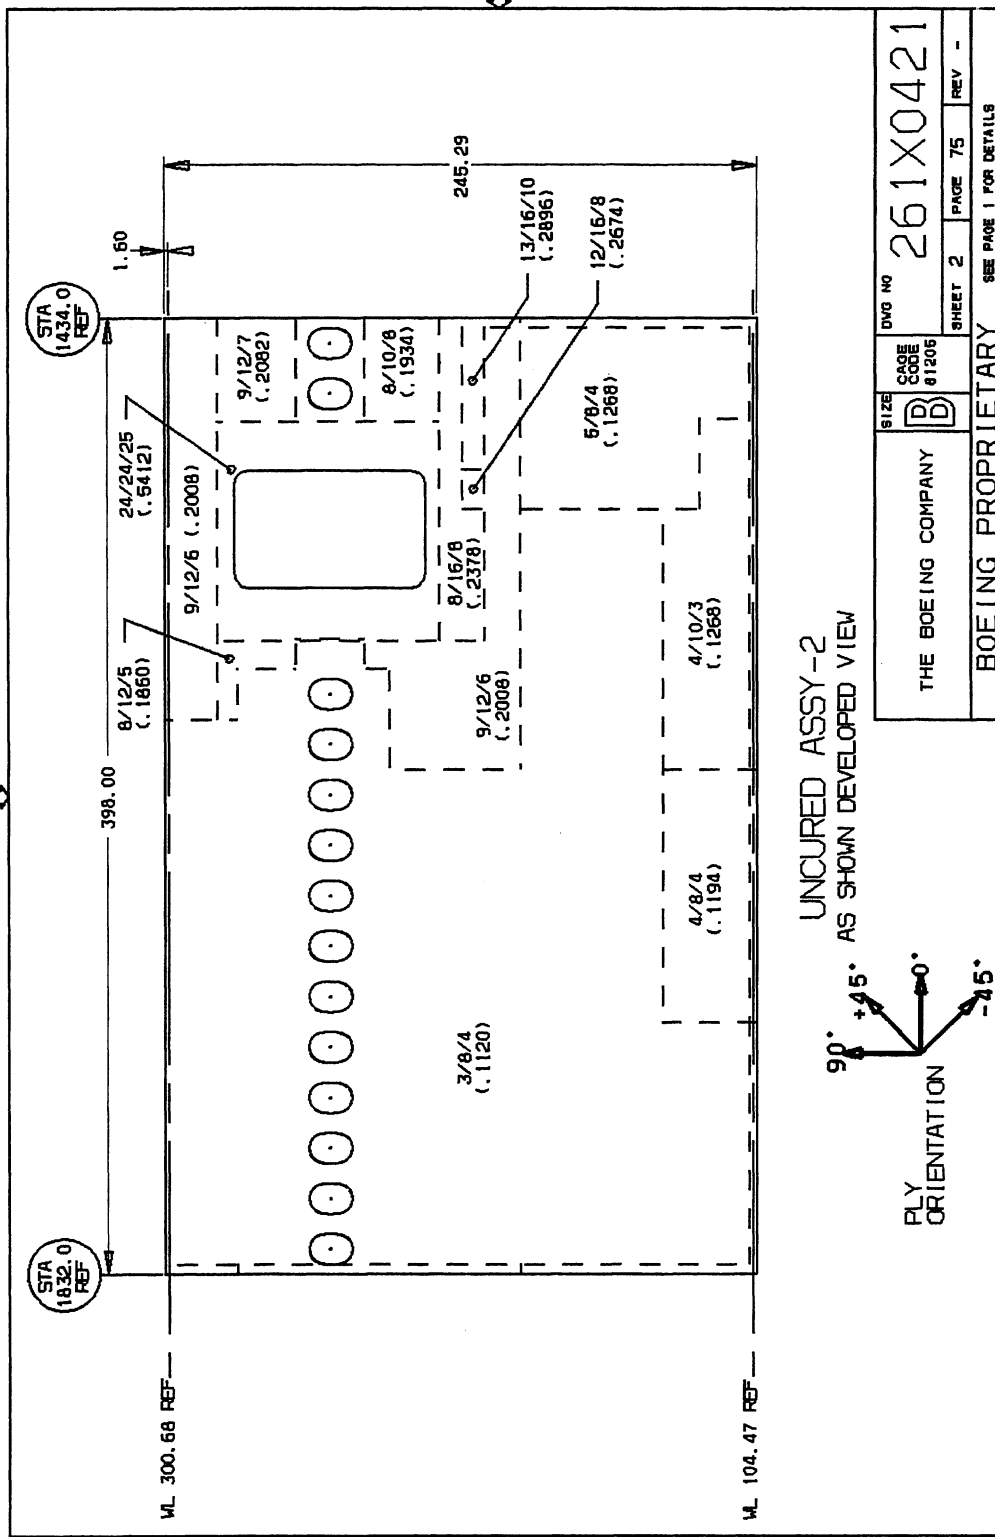 STA
1832.0
REF
398.00
STA
1434.0
REF
1.60
245.29
8/12/5
(.1860)
24/24/25
(.5412)
9/12/6 (.2008)
9/12/7
(.2082)
8/10/8
(.1934)
13/16/10
(.2896)
12/16/8
(.2674)
8/16/8
(.2378)
9/12/6
(.2008)
5/8/4
(.1268)
4/10/3
(.1268)
4/8/4
(.1194)
3/8/4
(.1120)
WL 300.68 REF
WL 104.47 REF
UNCURED ASSY-2
AS SHOWN DEVELOPED VIEW
90°
+45°
0°
-45°
PLY
ORIENTATION
THE BOEING COMPANY
SIZE
B
CAGE
CODE
81205
DWG NO
261X0421
SHEET 2
PAGE 75
REV -
BOEING PROPRIETARY
SEE PAGE 1 FOR DETAILS